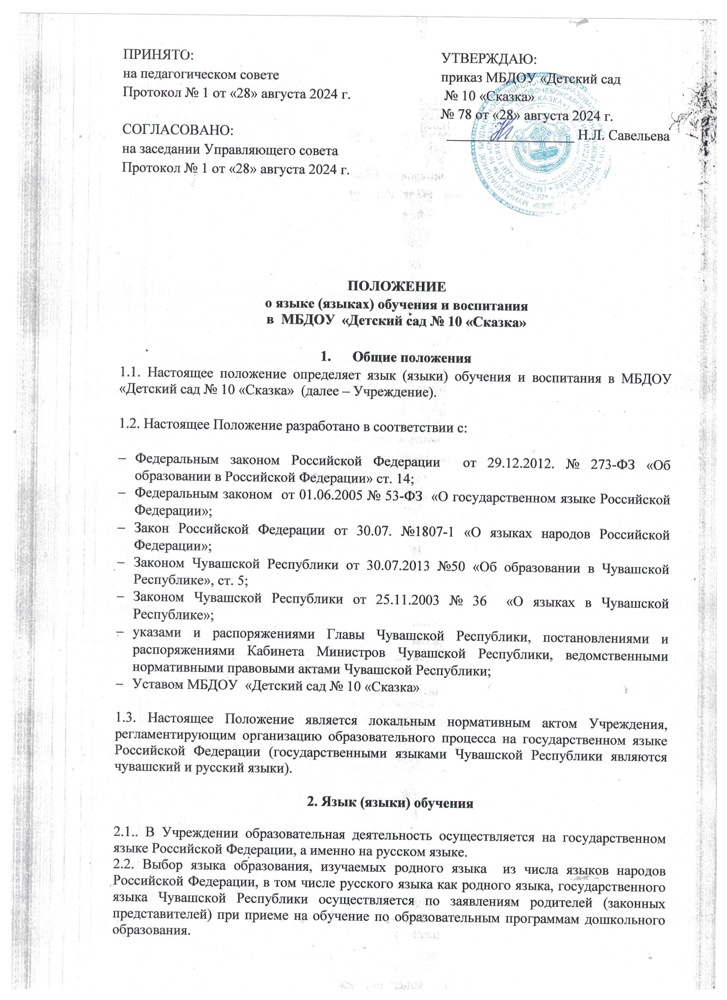 ПРИНЯТО:
на педагогическом совете
Протокол № 1 от «28» августа 2024 г.
СОГЛАСОВАНО:
на заседании Управляющего совета
Протокол № 1 от «28» августа 2024 г.
УТВЕРЖДАЮ:
приказ МБДОУ «Детский сад
№ 10 «Сказка»
№ 78 от «28» августа 2024 г.
Н.Л. Савельева
ПОЛОЖЕНИЕ
о языке (языках) обучения и воспитания
в МБДОУ «Детский сад № 10 «Сказка»
1. Общие положения
1.1. Настоящее положение определяет язык (языки) обучения и воспитания в МБДОУ
«Детский сад № 10 «Сказка» (далее – Учреждение).
1.2. Настоящее Положение разработано в соответствии с:
– Федеральным законом Российской Федерации от 29.12.2012. № 273-ФЗ «Об
образовании в Российской Федерации» ст. 14;
– Федеральным законом от 01.06.2005 № 53-ФЗ «О государственном языке Российской
Федерации»;
– Закон Российской Федерации от 30.07. №1807-1 «О языках народов Российской
Федерации»;
– Законом Чувашской Республики от 30.07.2013 №50 «Об образовании в Чувашской
Республике», ст. 5;
– Законом Чувашской Республики от 25.11.2003 № 36 «О языках в Чувашской
Республике»;
– указами и распоряжениями Главы Чувашской Республики, постановлениями и
распоряжениями Кабинета Министров Чувашской Республики, ведомственными
нормативными правовыми актами Чувашской Республики;
– Уставом МБДОУ «Детский сад № 10 «Сказка»
1.3. Настоящее Положение является локальным нормативным актом Учреждения,
регламентирующим организацию образовательного процесса на государственном языке
Российской Федерации (государственными языками Чувашской Республики являются
чувашский и русский языки).
2. Язык (языки) обучения
2.1.. В Учреждении образовательная деятельность осуществляется на государственном
языке Российской Федерации, а именно на русском языке.
2.2. Выбор языка образования, изучаемых родного языка из числа языков народов
Российской Федерации, в том числе русского языка как родного языка, государственного
языка Чувашской Республики осуществляется по заявлениям родителей (законных
представителей) при приеме на обучение по образовательным программам дошкольного
образования.